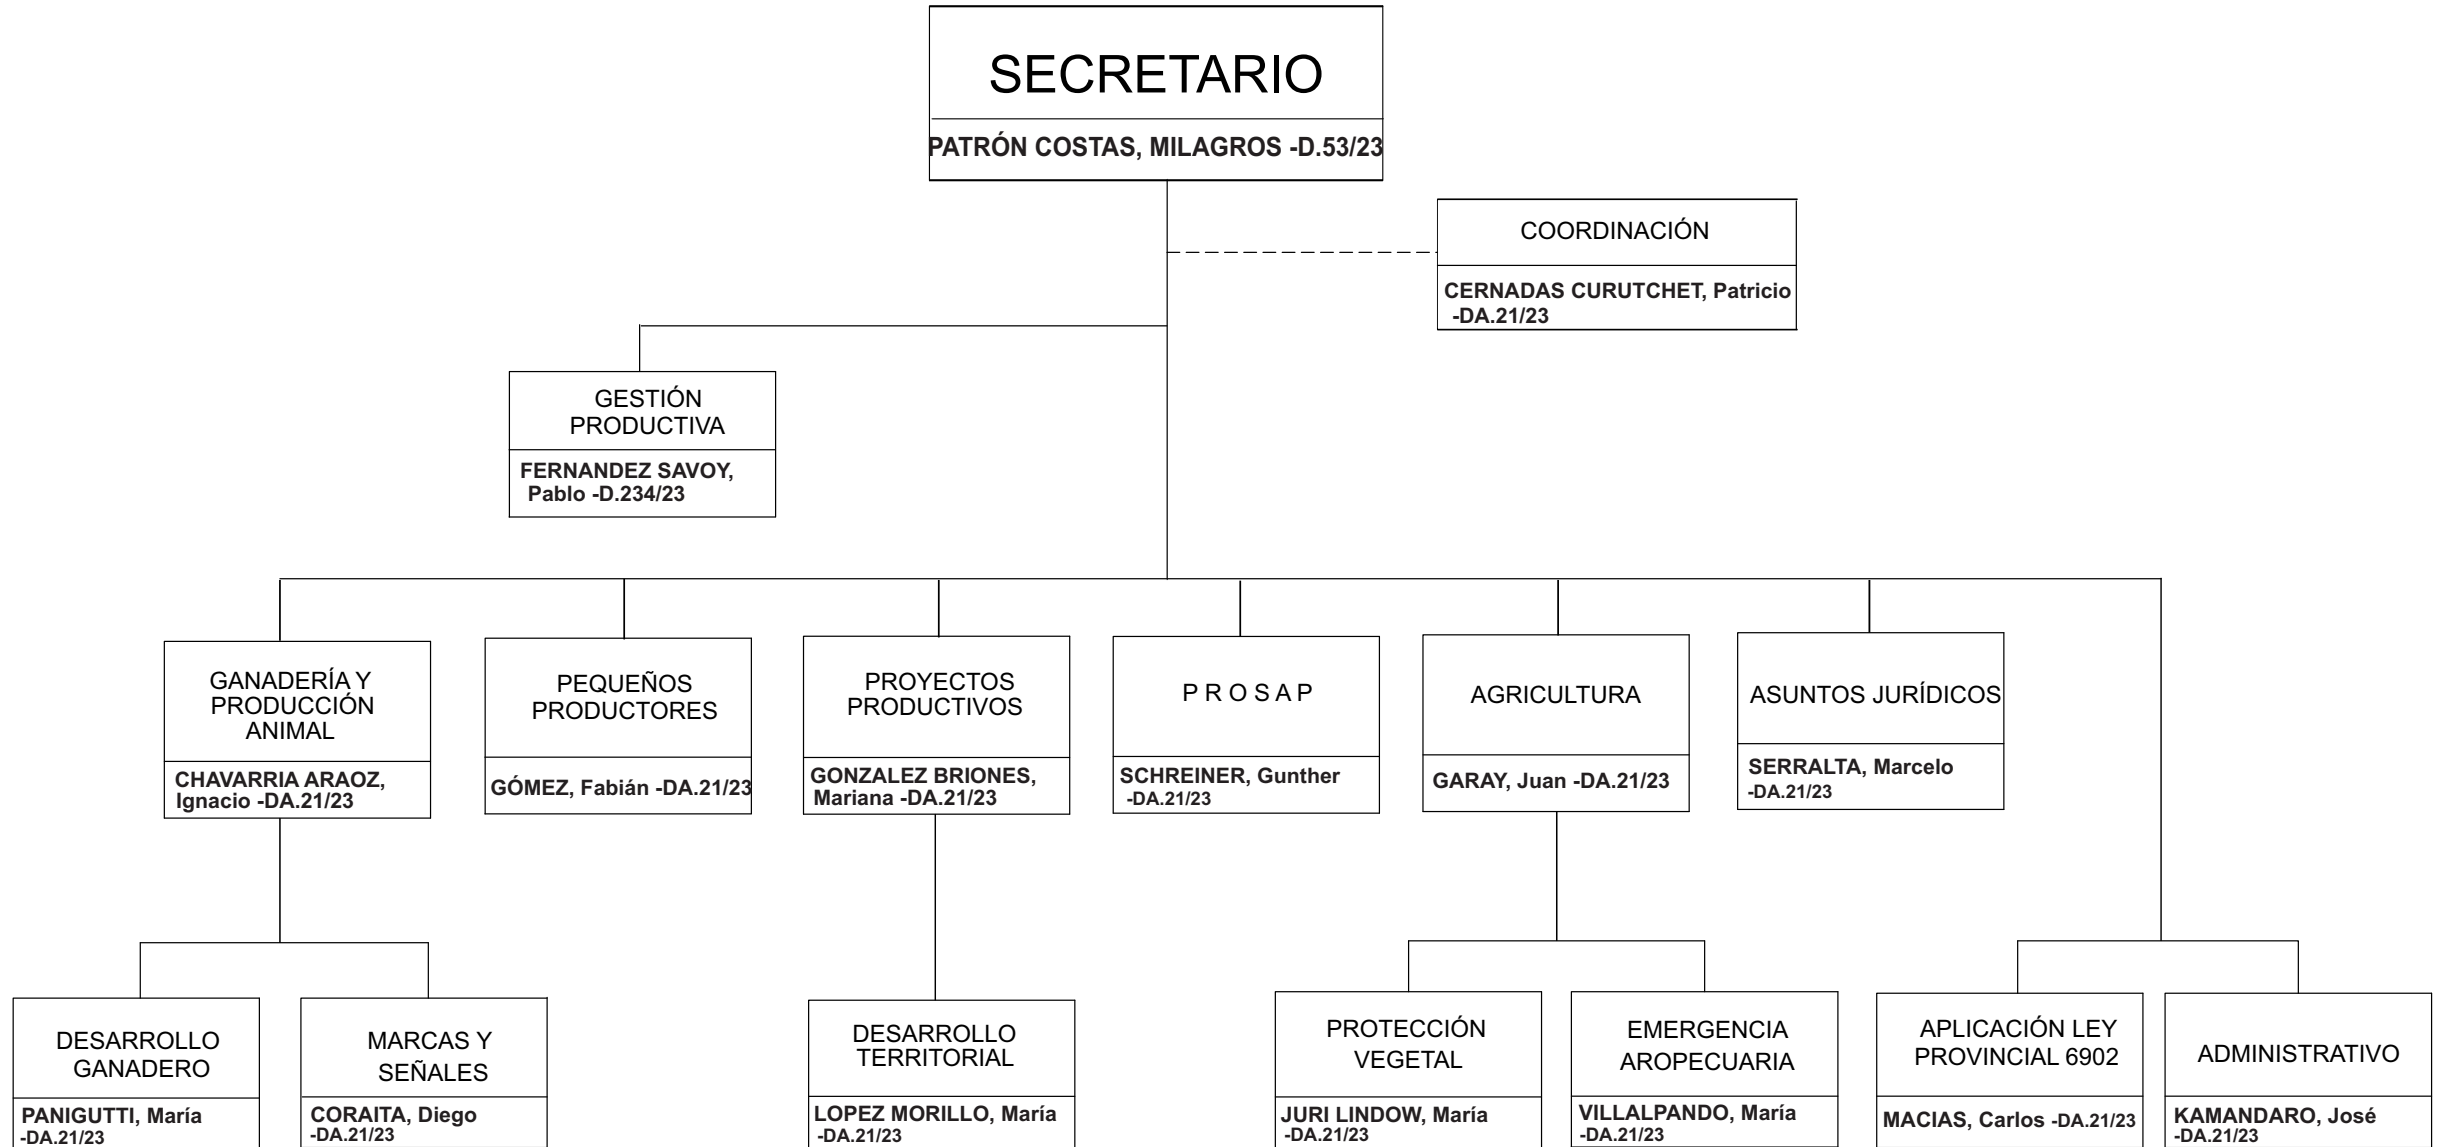 SECRETARIO
PATRÓN COSTAS, MILAGROS -D.53/23
COORDINACIÓN
CERNADAS CURUTCHET, Patricio
-DA.21/23
GESTIÓN
PRODUCTIVA
FERNANDEZ SAVOY,
Pablo -D.234/23
GANADERÍA Y
PRODUCCIÓN
ANIMAL
CHAVARRIA ARAOZ,
Ignacio -DA.21/23
PEQUEÑOS
PRODUCTORES
GÓMEZ, Fabián -DA.21/23
PROYECTOS
PRODUCTIVOS
GONZALEZ BRIONES,
Mariana -DA.21/23
P R O S A P
SCHREINER, Gunther
-DA.21/23
AGRICULTURA
GARAY, Juan -DA.21/23
ASUNTOS JURÍDICOS
SERRALTA, Marcelo
-DA.21/23
DESARROLLO
GANADERO
PANIGUTTI, María
-DA.21/23
MARCAS Y
SEÑALES
CORAITA, Diego
-DA.21/23
DESARROLLO
TERRITORIAL
LOPEZ MORILLO, María
-DA.21/23
PROTECCIÓN
VEGETAL
JURI LINDOW, María
-DA.21/23
EMERGENCIA
AROPECUARIA
VILLALPANDO, María
-DA.21/23
APLICACIÓN LEY
PROVINCIAL 6902
MACIAS, Carlos -DA.21/23
ADMINISTRATIVO
KAMANDARO, José
-DA.21/23